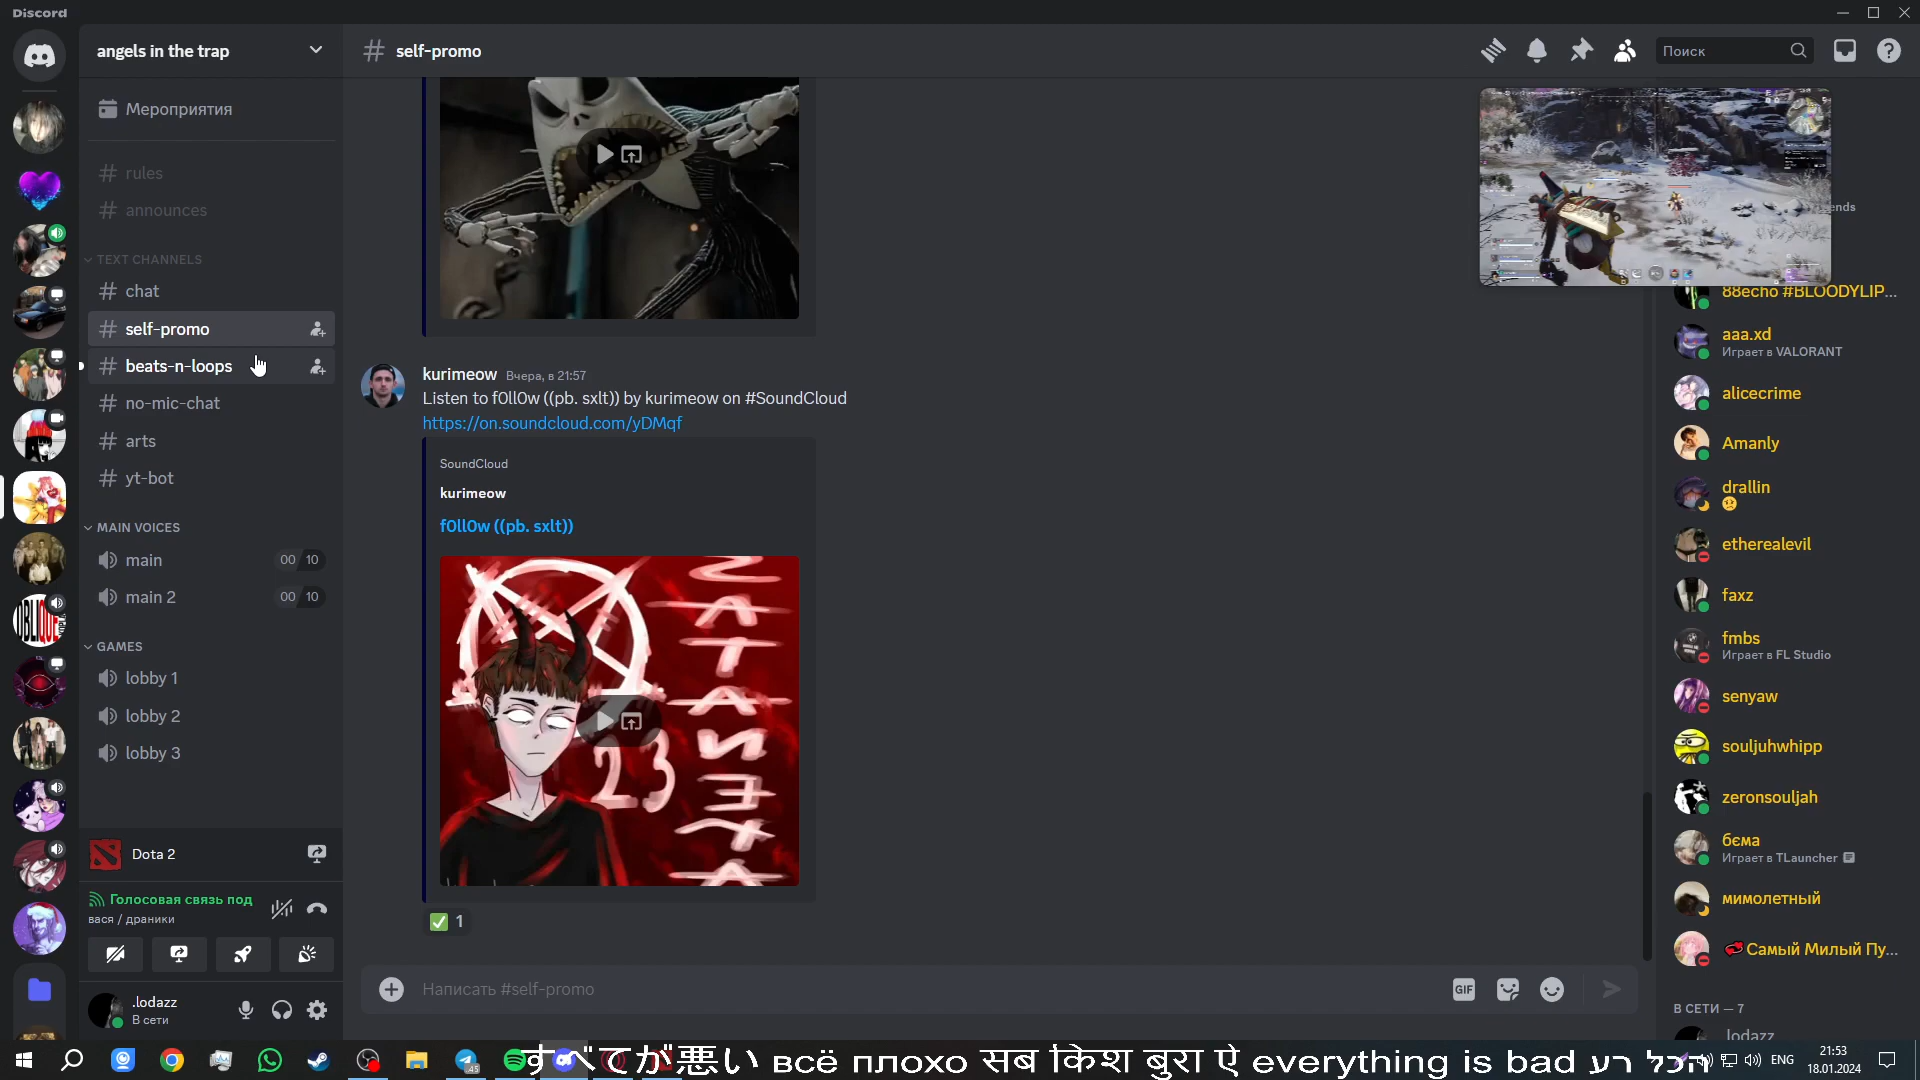 Discord
angels in the trap
Мероприятия
rules
announces
TEXT CHANNELS
chat
self-promo
beats-n-loops
no-mic-chat
arts
yt-bot
MAIN VOICES
main 00 10
main 2 00 10
GAMES
lobby 1
lobby 2
lobby 3
Dota 2
Голосовая связь под
вася / драники
.lodazz
В сети
# self-promo
Поиск
kurimeow Вчера, в 21:57
Listen to f0ll0w ((pb. sxlt)) by kurimeow on #SoundCloud
https://on.soundcloud.com/yDMqf
SoundCloud
kurimeow
f0ll0w ((pb. sxlt))
23
✅ 1
Написать #self-promo
GIF
ends
88echo #BLOODYLIP...
aaa.xd
Играет в VALORANT
alicecrime
Amanly
drallin
etherealevil
faxz
fmbs
Играет в FL Studio
senyaw
souljuhwhipp
zeronsouljah
бєма
Играет в TLauncher
мимолетный
Самый Милый Пу...
В СЕТИ — 7
lodazz
すべてが悪い всё плохо सब किश बुरा ऐ everything is bad הכל רע
ENG
21:53
18.01.2024